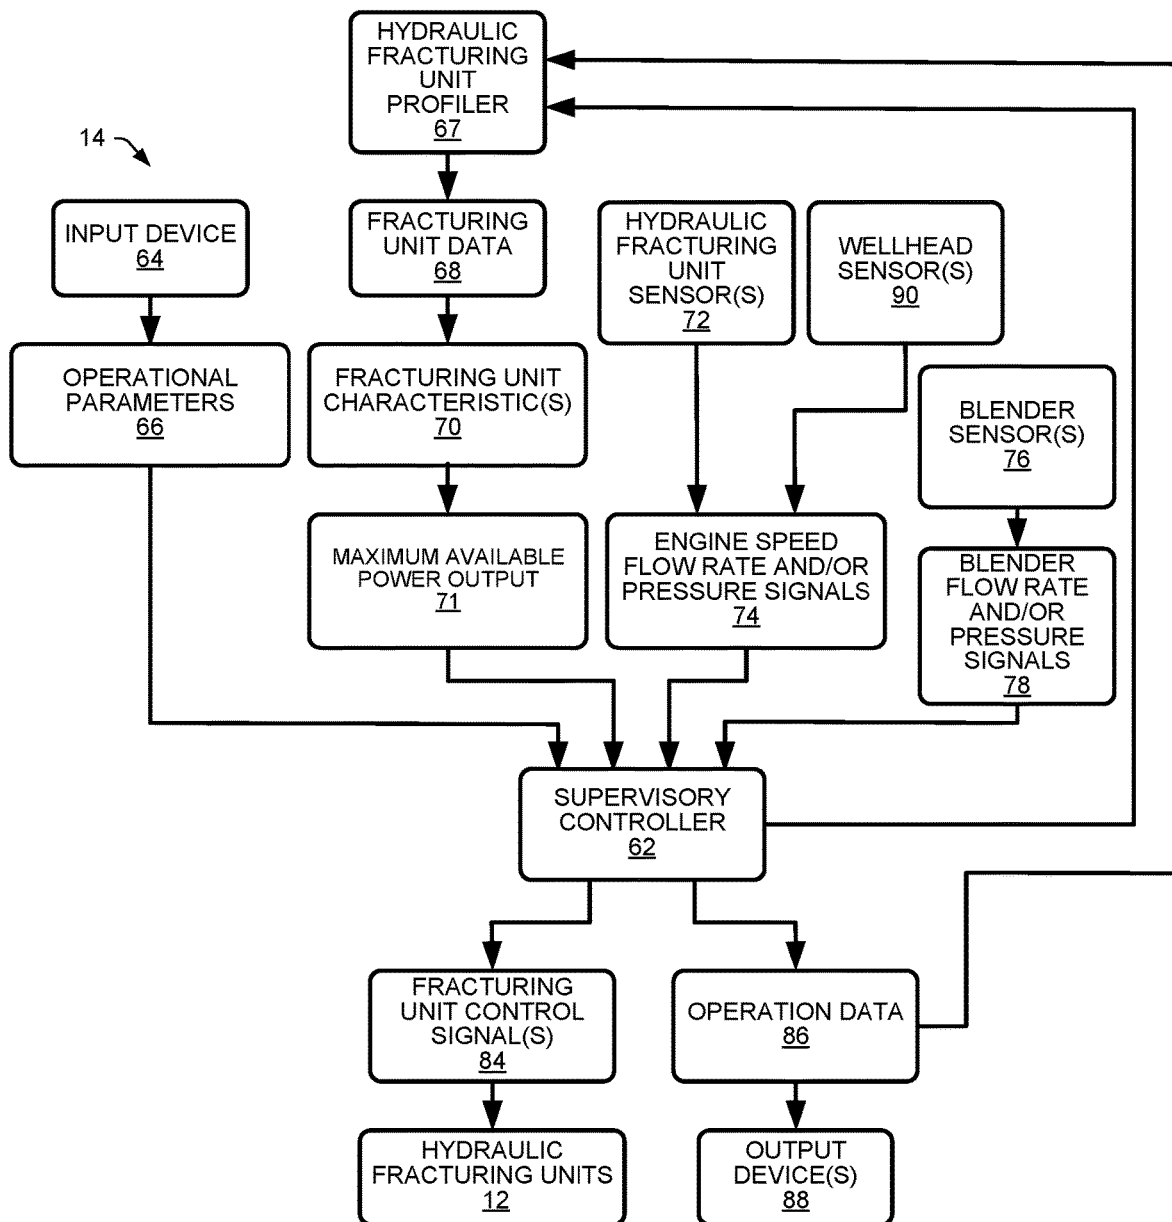 HYDRAULIC
FRACTURING
UNIT
PROFILER
67
14
INPUT DEVICE
64
FRACTURING
UNIT DATA
68
HYDRAULIC
FRACTURING
UNIT
SENSOR(S)
72
WELLHEAD
SENSOR(S)
90
OPERATIONAL
PARAMETERS
66
FRACTURING UNIT
CHARACTERISTIC(S)
70
BLENDER
SENSOR(S)
76
MAXIMUM AVAILABLE
POWER OUTPUT
71
ENGINE SPEED
FLOW RATE AND/OR
PRESSURE SIGNALS
74
BLENDER
FLOW RATE
AND/OR
PRESSURE
SIGNALS
78
SUPERVISORY
CONTROLLER
62
FRACTURING
UNIT CONTROL
SIGNAL(S)
84
OPERATION DATA
86
HYDRAULIC
FRACTURING UNITS
12
OUTPUT
DEVICE(S)
88